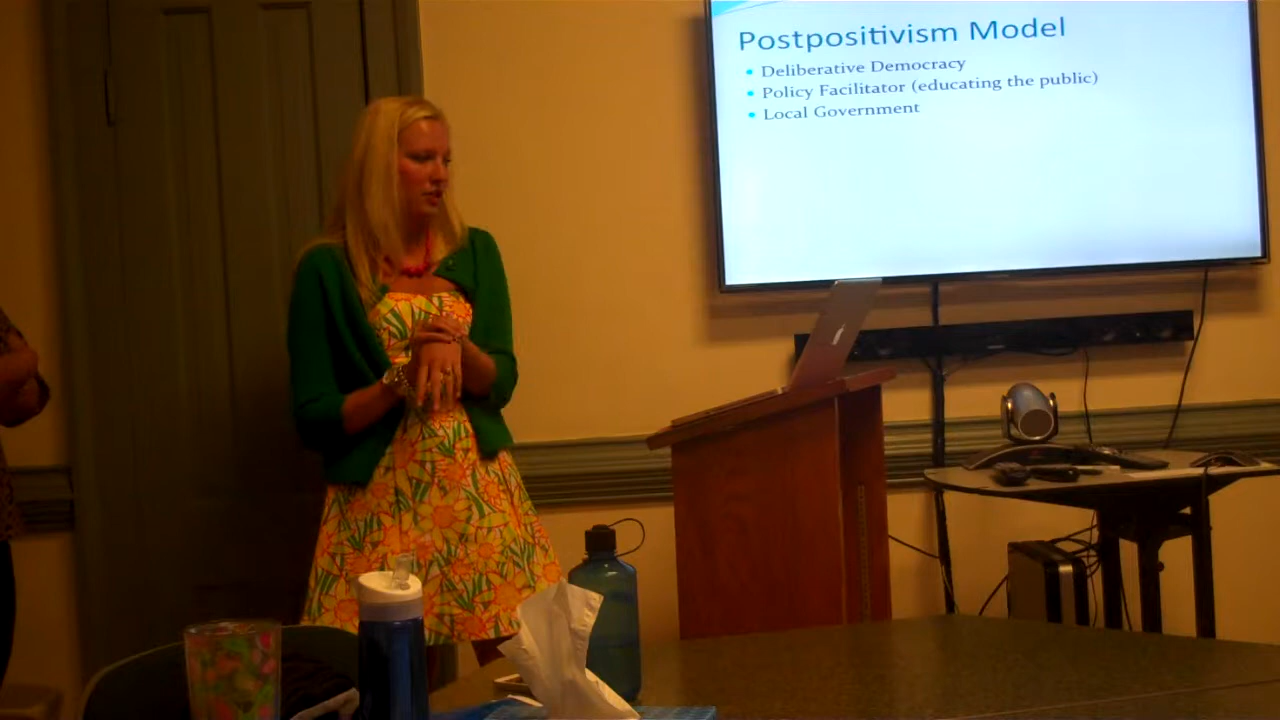 Postpositivism Model
Deliberative Democracy
Policy Facilitator (educating the public)
Local Government